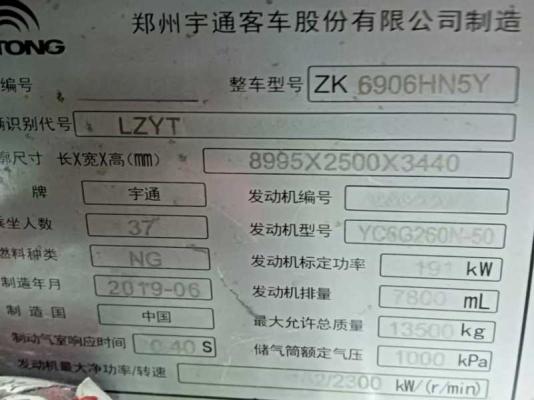 TONG 郑州宇通客车股份有限公司制造
编号 整车型号 ZK 6906HN5Y
辆识别代号 LZYT
廓尺寸 长X宽X高(mm) 8995X2500X3440
牌 宇通 发动机编号
乘坐人数 37 发动机型号 YC6G260N-50
燃料种类 NG 发动机标定功率 191 kW
制造年月 2019-06 发动机排量 7800 mL
制造国 中国 最大允许总质量 13500 kg
制动气室响应时间 0.40 S 储气筒额定气压 1000 kPa
发动机最大净功率/转速 182/2300 kW/(r/min)